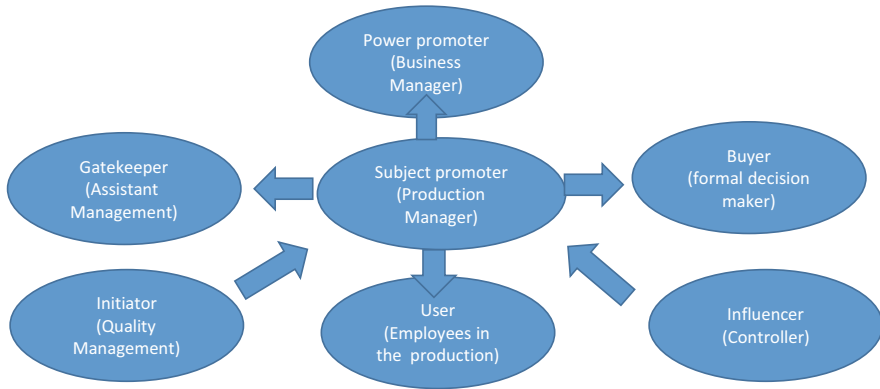 Power promoter
(Business
Manager)
Gatekeeper
(Assistant
Management)
Subject promoter
(Production
Manager)
Buyer
(formal decision
maker)
Initiator
(Quality
Management)
User
(Employees in
the production)
Influencer
(Controller)